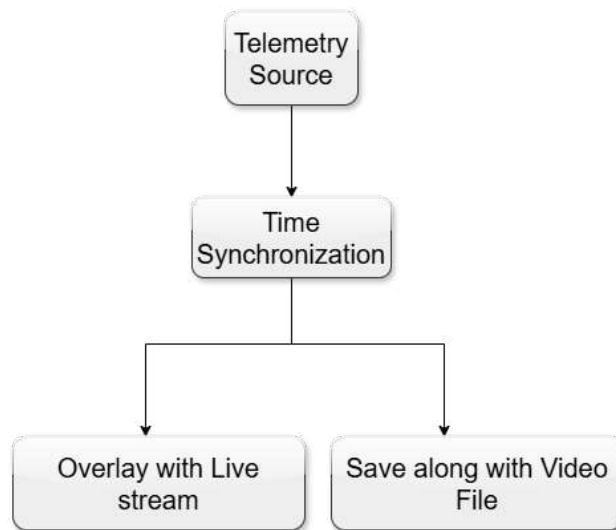 Telemetry
Source
Time
Synchronization
Overlay with Live
stream
Save along with Video
File